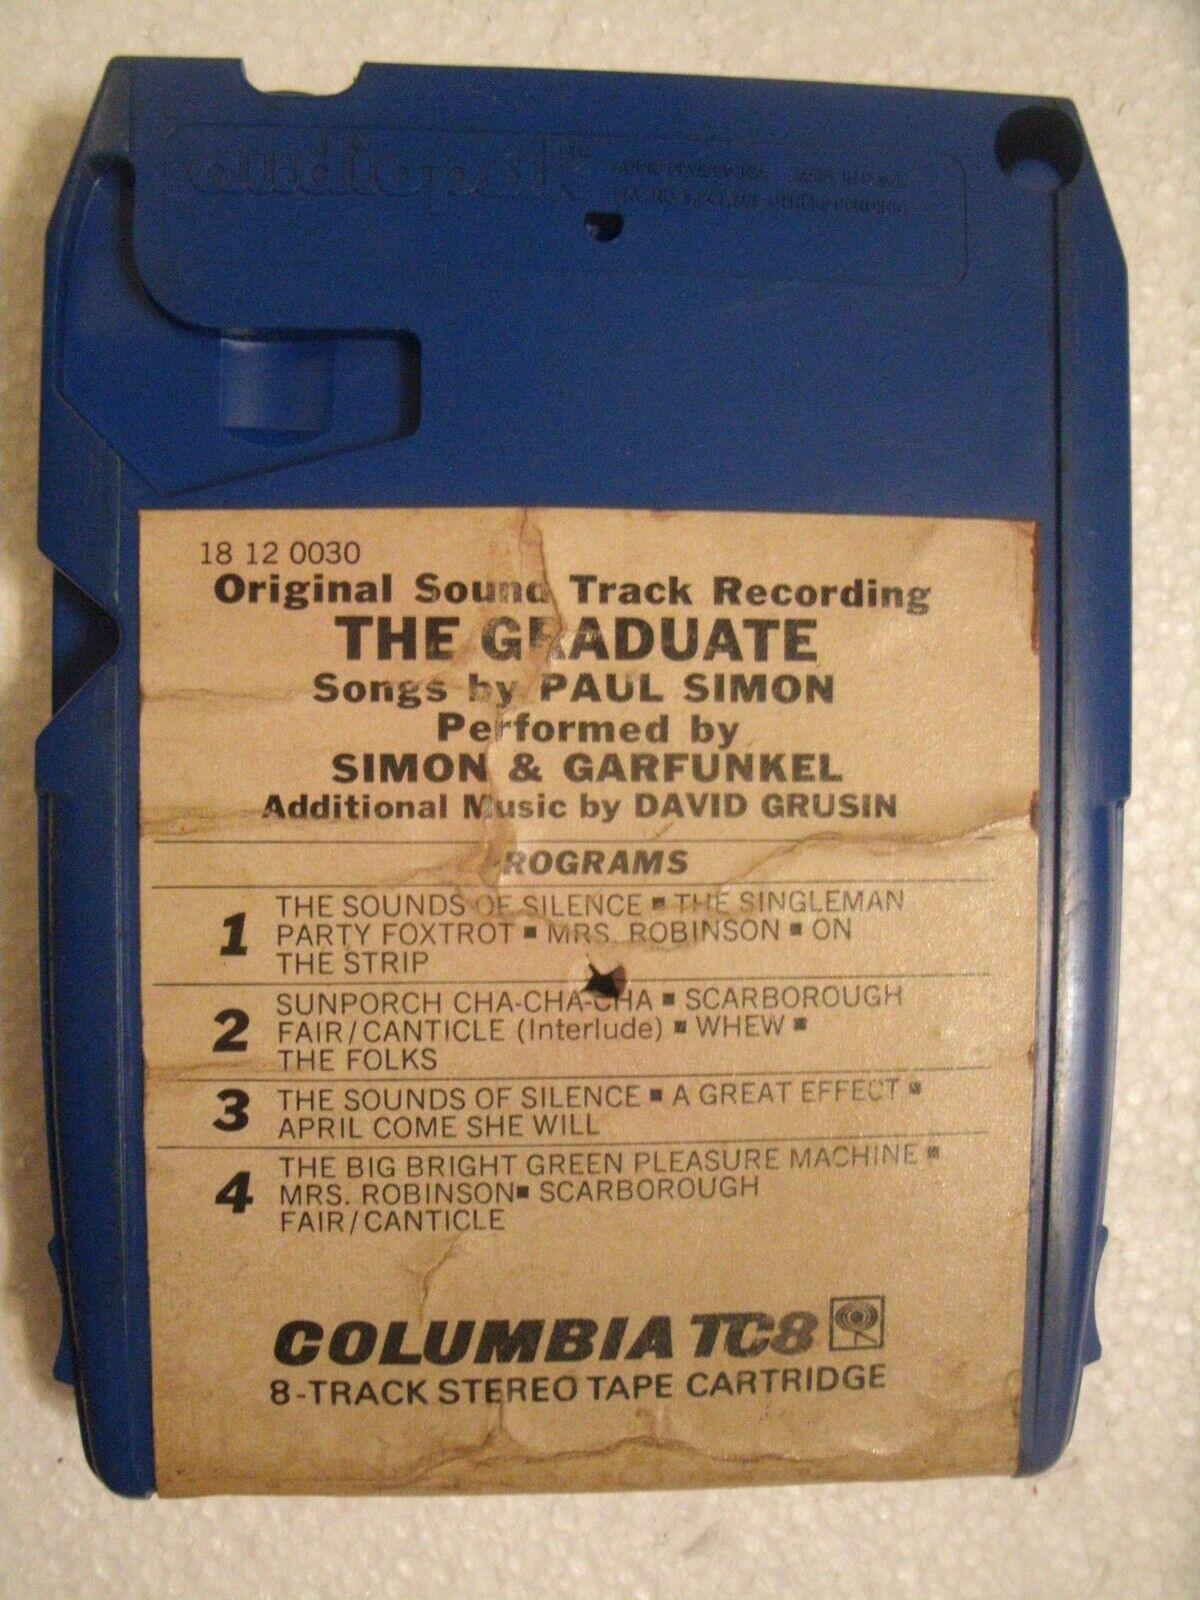 audiopak
18 12 0030
Original Sound Track Recording
THE GRADUATE
Songs by PAUL SIMON
Performed by
SIMON & GARFUNKEL
Additional Music by DAVID GRUSIN
ROGRAMS
1 THE SOUNDS OF SILENCE ▪ THE SINGLEMAN
PARTY FOXTROT ▪ MRS. ROBINSON ▪ ON
THE STRIP
2 SUNPORCH CHA-CHA-CHA ▪ SCARBOROUGH
FAIR/CANTICLE (Interlude) ▪ WHEW ▪
THE FOLKS
3 THE SOUNDS OF SILENCE ▪ A GREAT EFFECT ▪
APRIL COME SHE WILL
4 THE BIG BRIGHT GREEN PLEASURE MACHINE ▪
MRS. ROBINSON ▪ SCARBOROUGH
FAIR/CANTICLE
COLUMBIA TC8
8-TRACK STEREO TAPE CARTRIDGE